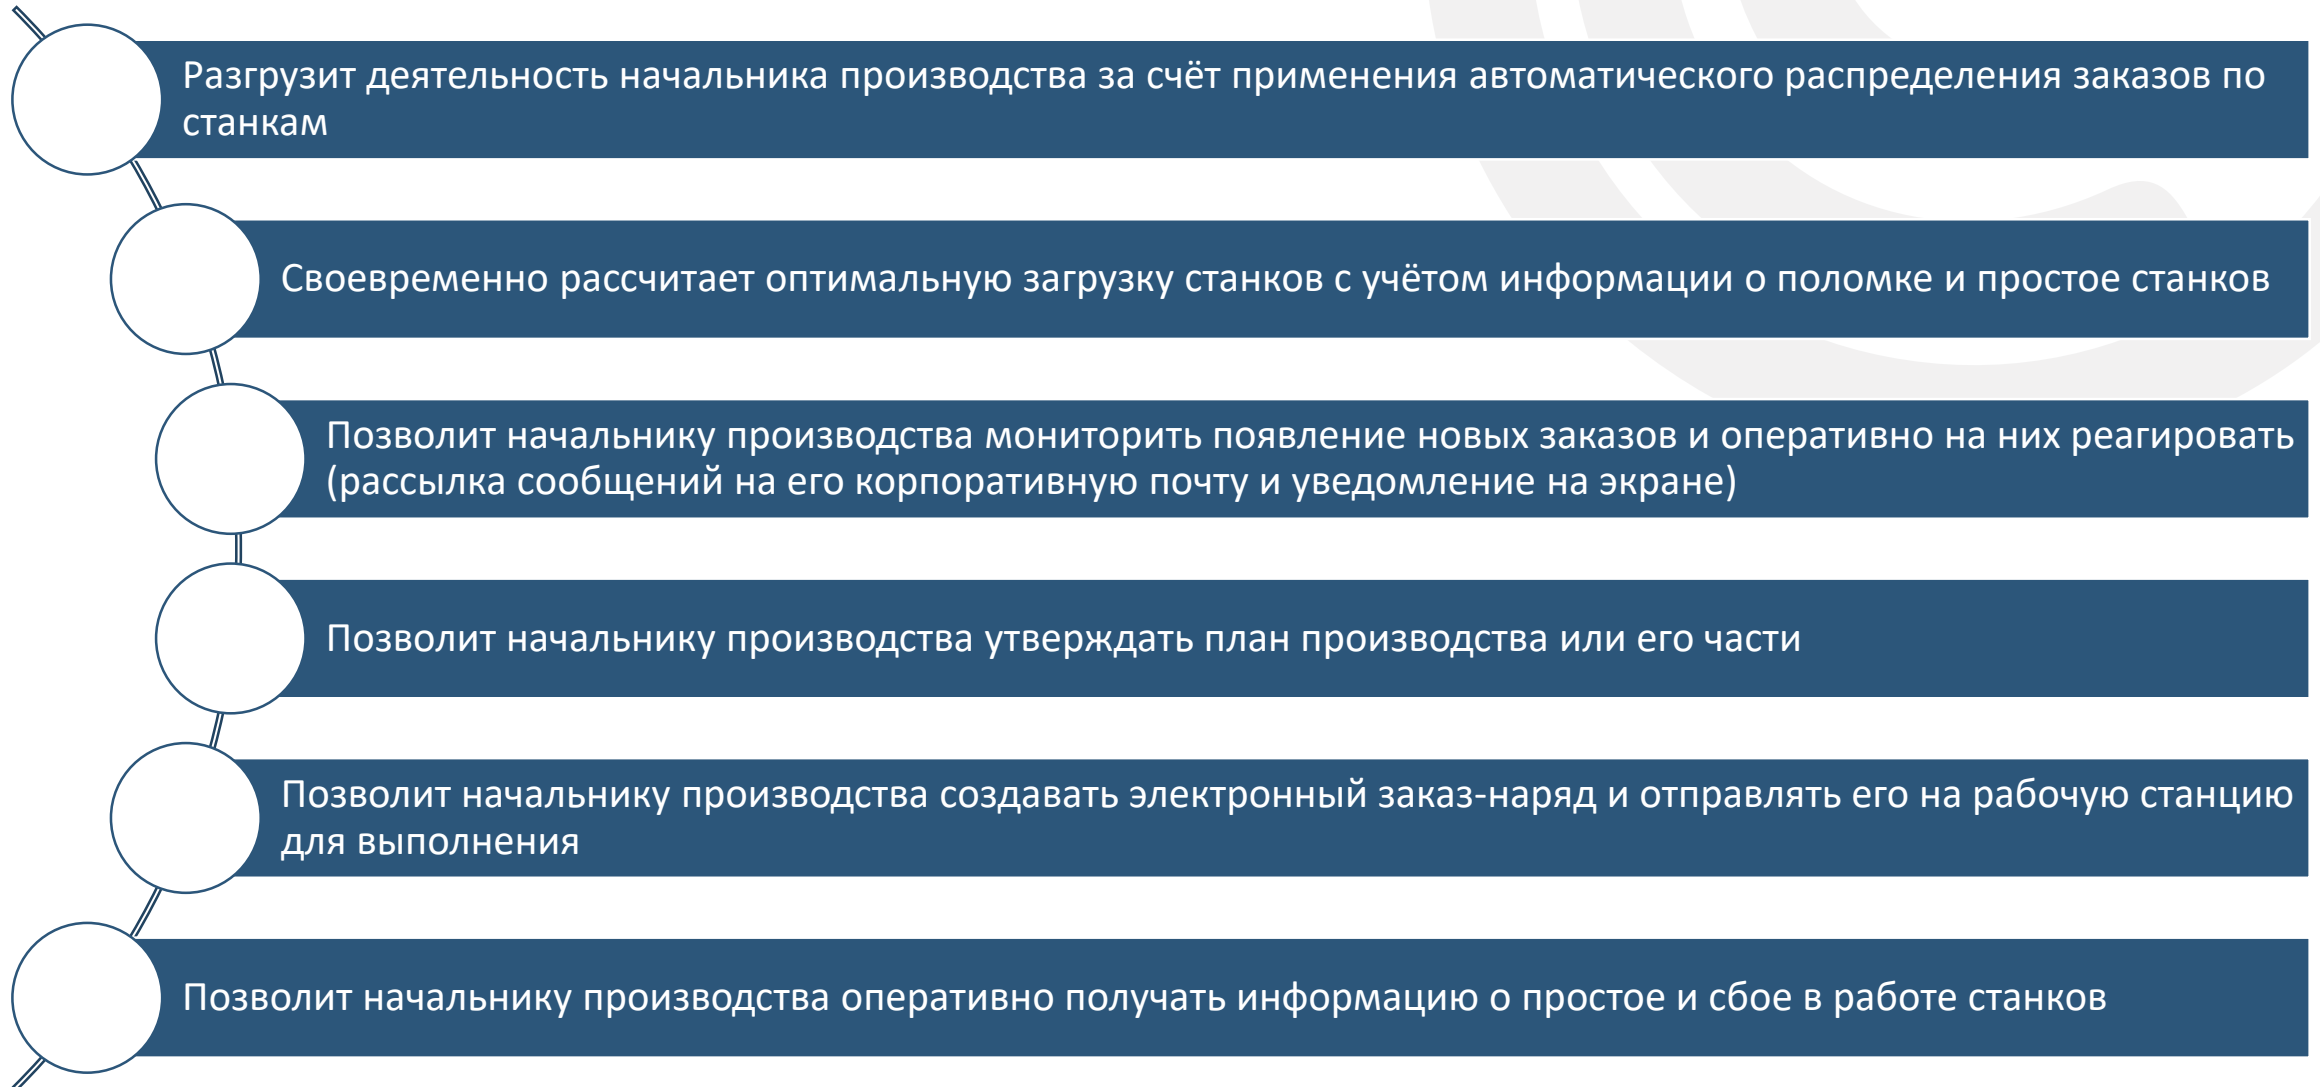 Разгрузит деятельность начальника производства за счёт применения автоматического распределения заказов по
станкам
Своевременно рассчитает оптимальную загрузку станков с учётом информации о поломке и простое станков
Позволит начальнику производства мониторить появление новых заказов и оперативно на них реагировать
(рассылка сообщений на его корпоративную почту и уведомление на экране)
Позволит начальнику производства утверждать план производства или его части
Позволит начальнику производства создавать электронный заказ-наряд и отправлять его на рабочую станцию
для выполнения
Позволит начальнику производства оперативно получать информацию о простое и сбое в работе станков